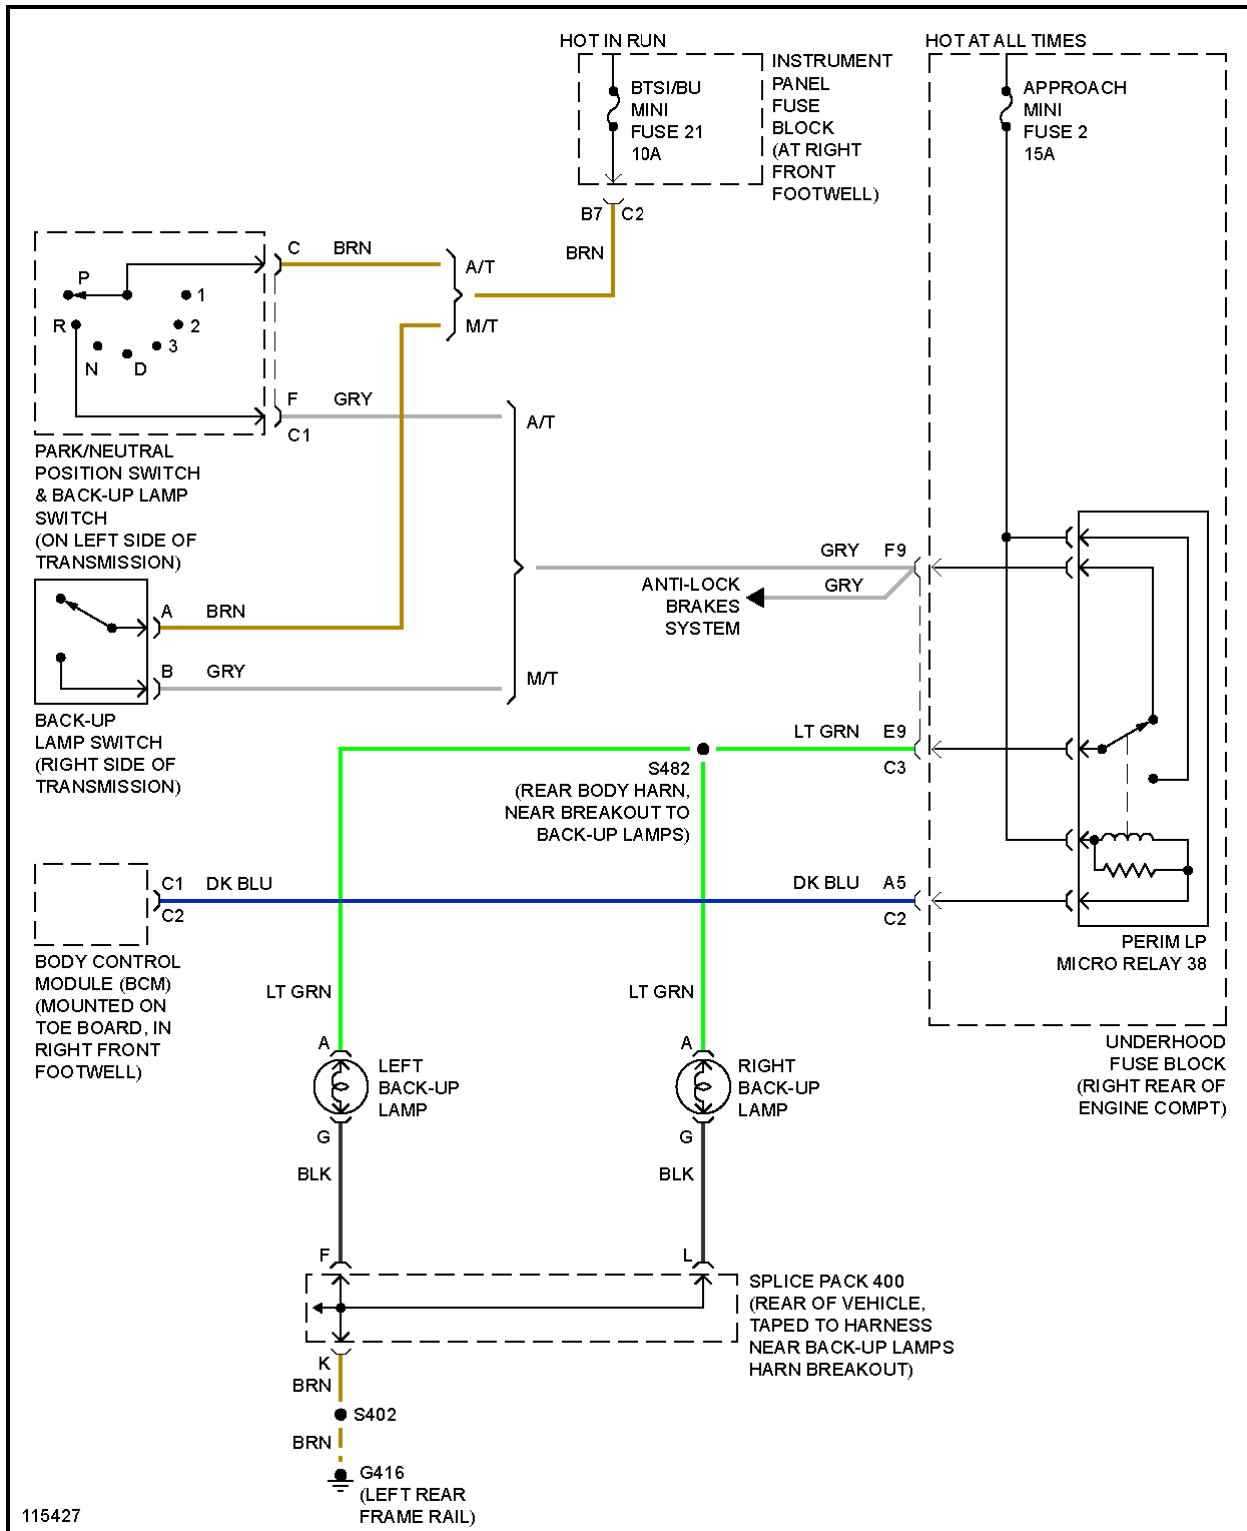 HOT IN RUN
HOT AT ALL TIMES
BTSI/BU
MINI
FUSE 21
10A
INSTRUMENT
PANEL
FUSE
BLOCK
(AT RIGHT
FRONT
FOOTWELL)
APPROACH
MINI
FUSE 2
15A
B7 C2
BRN
C BRN
A/T
M/T
P
1
R
2
N
D
3
F GRY
C1
A/T
PARK/NEUTRAL
POSITION SWITCH
& BACK-UP LAMP
SWITCH
(ON LEFT SIDE OF
TRANSMISSION)
GRY F9
GRY
ANTI-LOCK
BRAKES
SYSTEM
A BRN
B GRY
M/T
BACK-UP
LAMP SWITCH
(RIGHT SIDE OF
TRANSMISSION)
LT GRN E9
C3
S482
(REAR BODY HARN,
NEAR BREAKOUT TO
BACK-UP LAMPS)
C1 DK BLU
C2
DK BLU A5
C2
BODY CONTROL
MODULE (BCM)
(MOUNTED ON
TOE BOARD, IN
RIGHT FRONT
FOOTWELL)
PERIM LP
MICRO RELAY 38
LT GRN
LT GRN
UNDERHOOD
FUSE BLOCK
(RIGHT REAR OF
ENGINE COMPT)
A
LEFT
BACK-UP
LAMP
G
A
RIGHT
BACK-UP
LAMP
G
BLK
BLK
F
L
SPLICE PACK 400
(REAR OF VEHICLE,
TAPED TO HARNESS
NEAR BACK-UP LAMPS
HARN BREAKOUT)
K
BRN
S402
BRN
G416
(LEFT REAR
FRAME RAIL)
115427